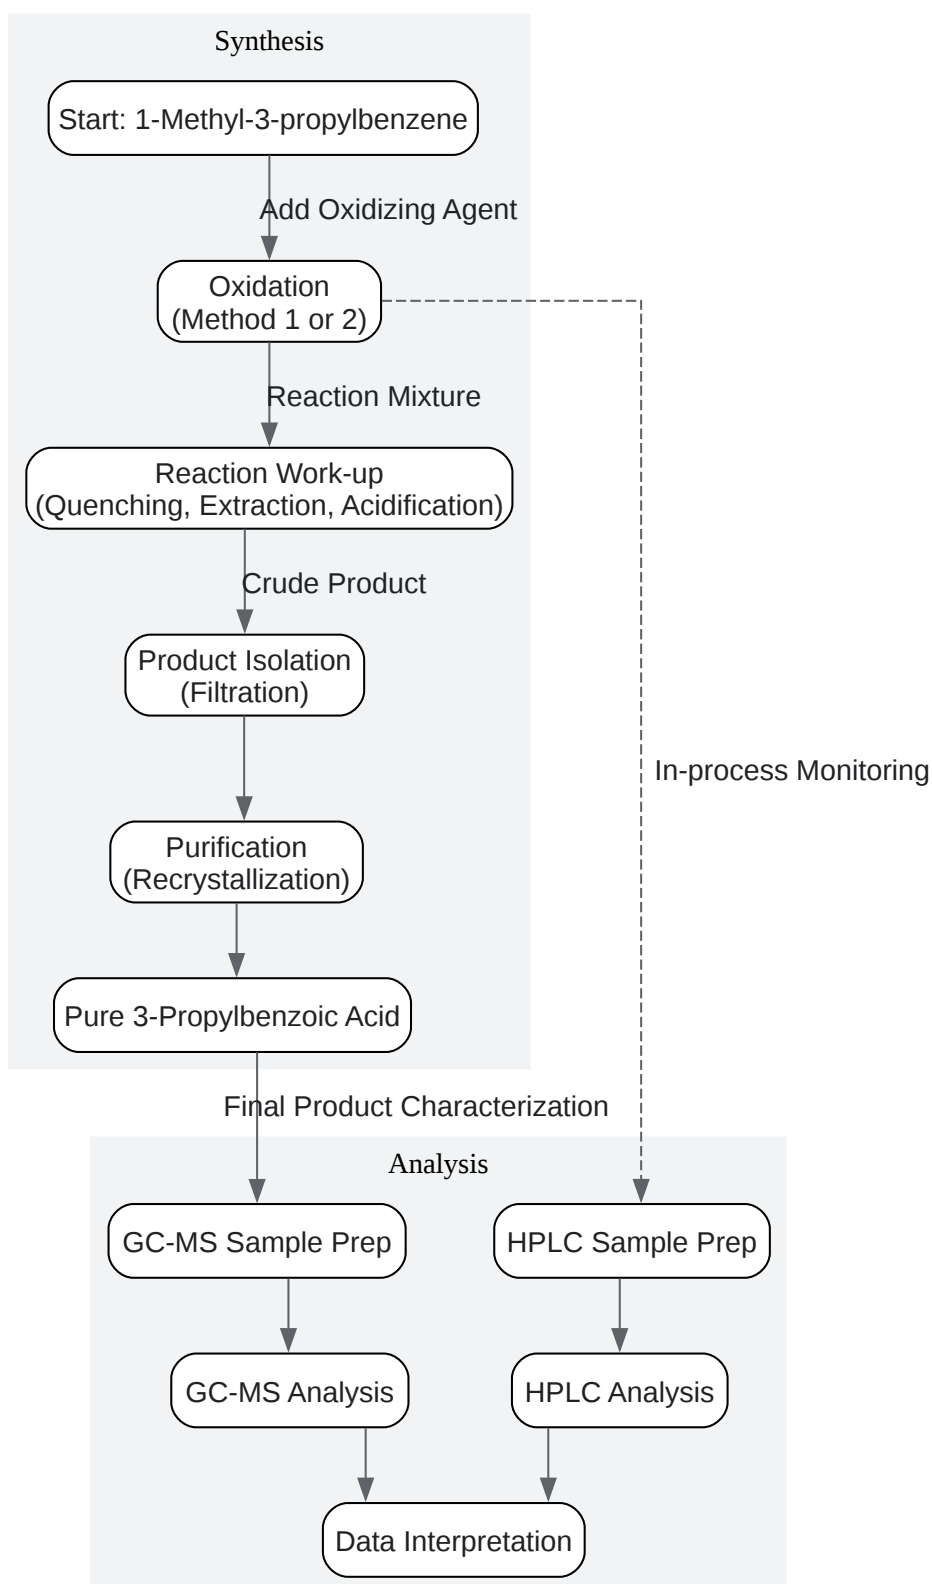 Synthesis
Start: 1-Methyl-3-propylbenzene
Add Oxidizing Agent
Oxidation
(Method 1 or 2)
Reaction Mixture
Reaction Work-up
(Quenching, Extraction, Acidification)
Crude Product
Product Isolation
(Filtration)
In-process Monitoring
Purification
(Recrystallization)
Pure 3-Propylbenzoic Acid
Final Product Characterization
Analysis
GC-MS Sample Prep
HPLC Sample Prep
GC-MS Analysis
HPLC Analysis
Data Interpretation